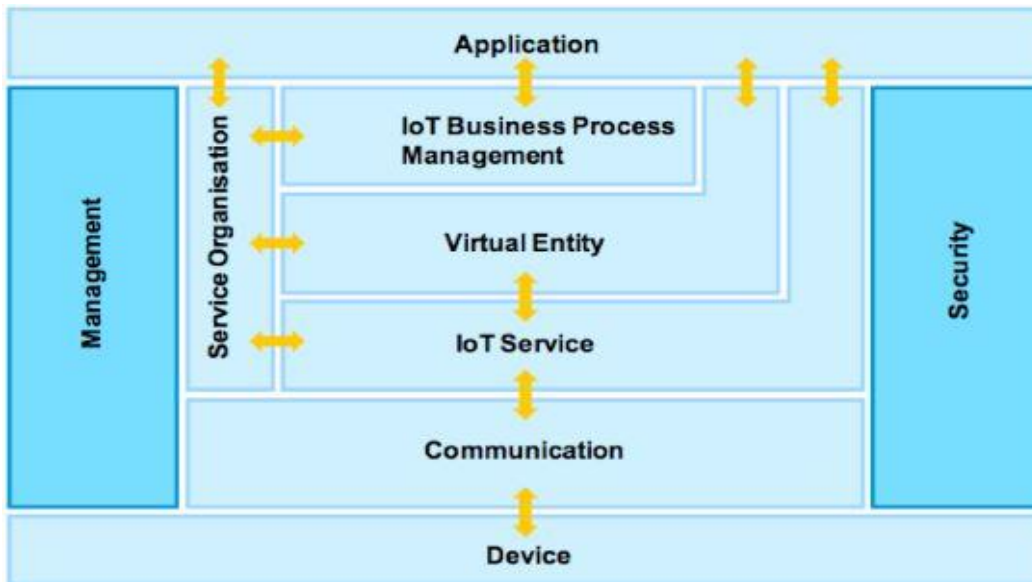 Application
Management
Service Organisation
IoT Business Process
Management
Virtual Entity
IoT Service
Communication
Security
Device